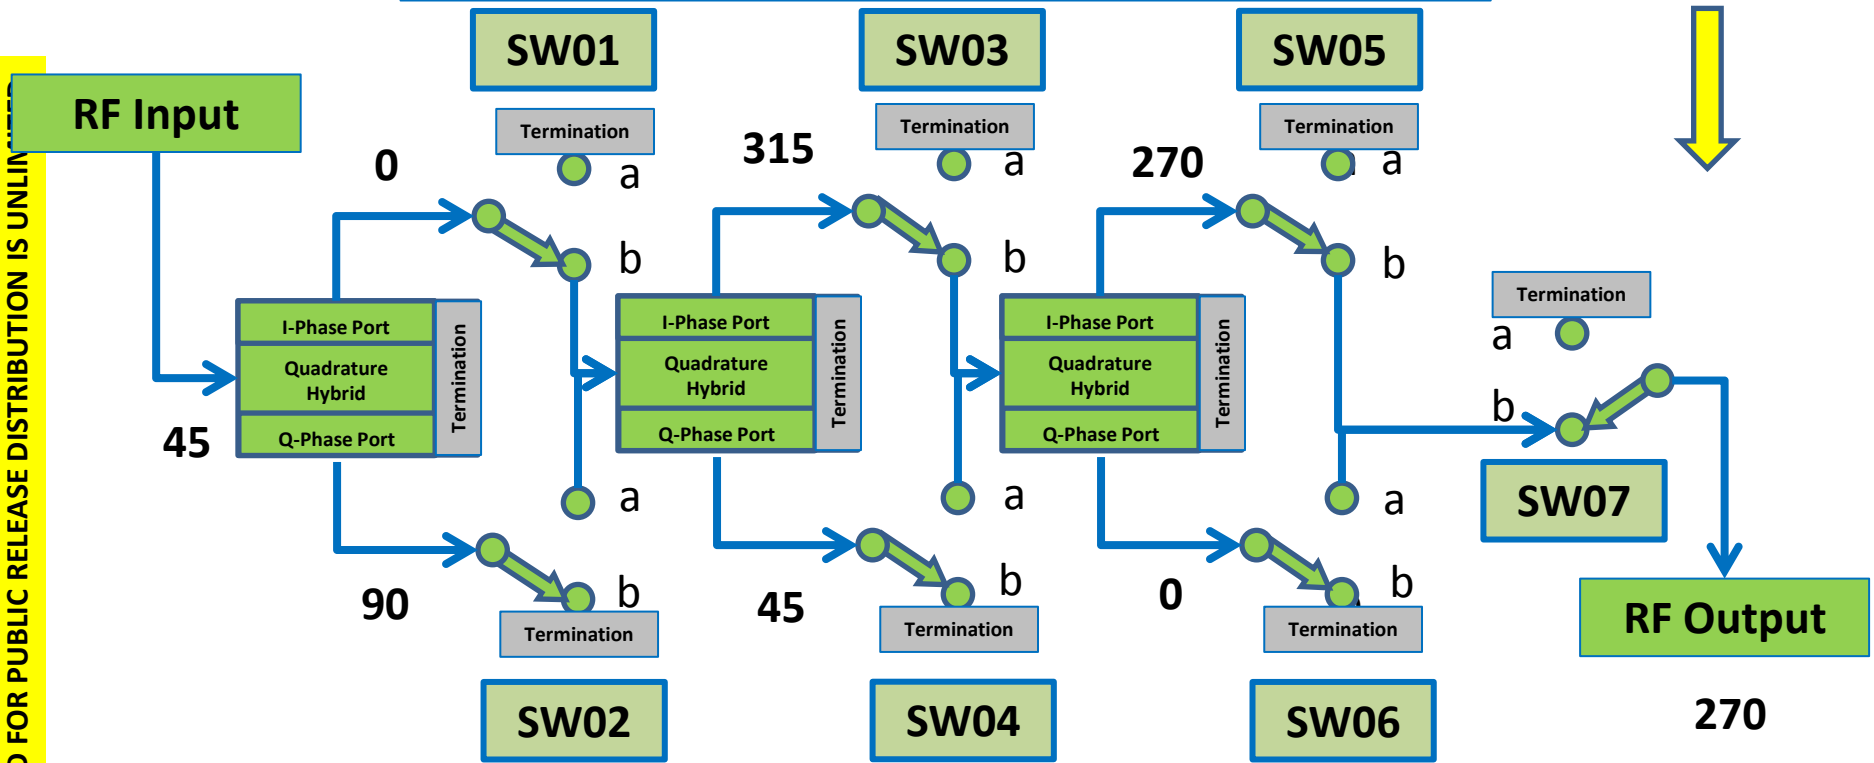 SW01
SW03
SW05
RF Input
Termination
Termination
Termination
0
a
315
a
270
a
b
b
b
I-Phase Port
Quadrature
Hybrid
Q-Phase Port
Termination
I-Phase Port
Quadrature
Hybrid
Q-Phase Port
Termination
I-Phase Port
Quadrature
Hybrid
Q-Phase Port
Termination
Termination
a
b
45
a
a
a
SW07
90
b
Termination
45
b
Termination
0
b
Termination
RF Output
SW02
SW04
SW06
270
FOR PUBLIC RELEASE DISTRIBUTION IS